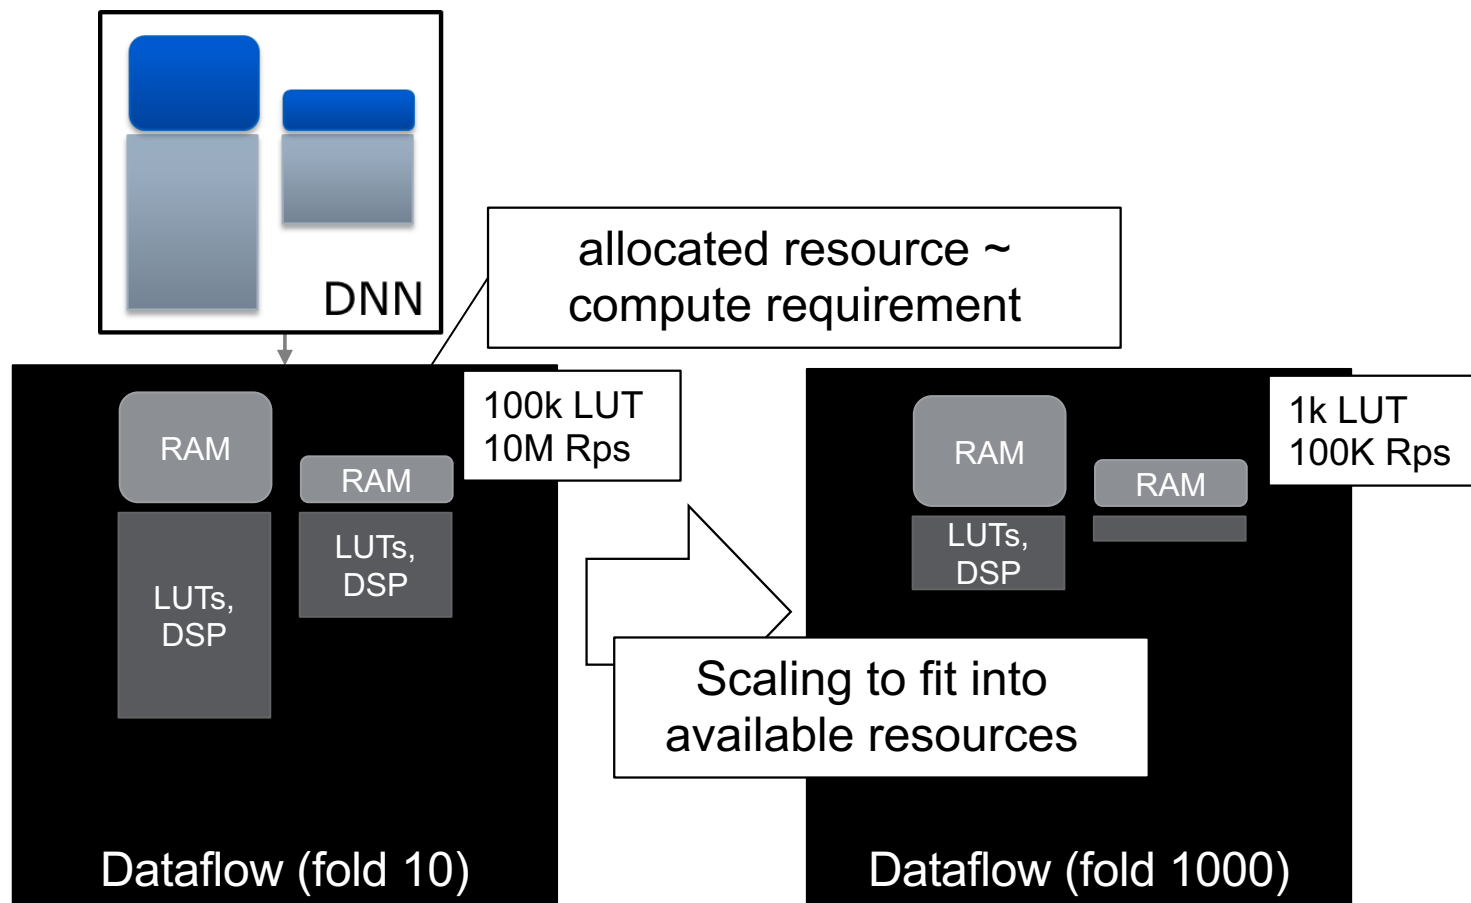 DNN
allocated resource ~
compute requirement
100k LUT
10M Rps
RAM
RAM
LUTs,
DSP
LUTs,
DSP
Dataflow (fold 10)
Scaling to fit into
available resources
1k LUT
100K Rps
RAM
RAM
LUTs,
DSP
Dataflow (fold 1000)